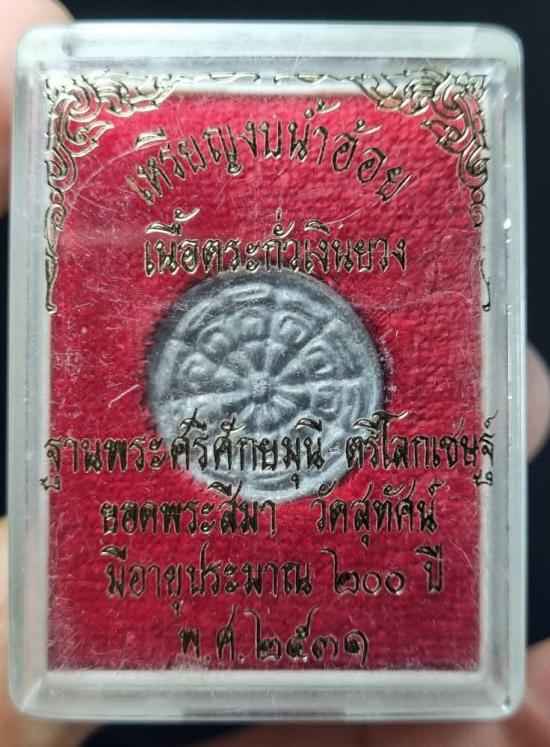 เหรียญงบน้ำอ้อย
เนื้อตระกั่วเงินยวง
ฐานพระศรีศักยมุนี ตรีโลกเชษฐ์
ยอดพระสีมา วัดสุทัศน์
มีอายุประมาณ ๒๐๐ ปี
พ.ศ.๒๕๓๑